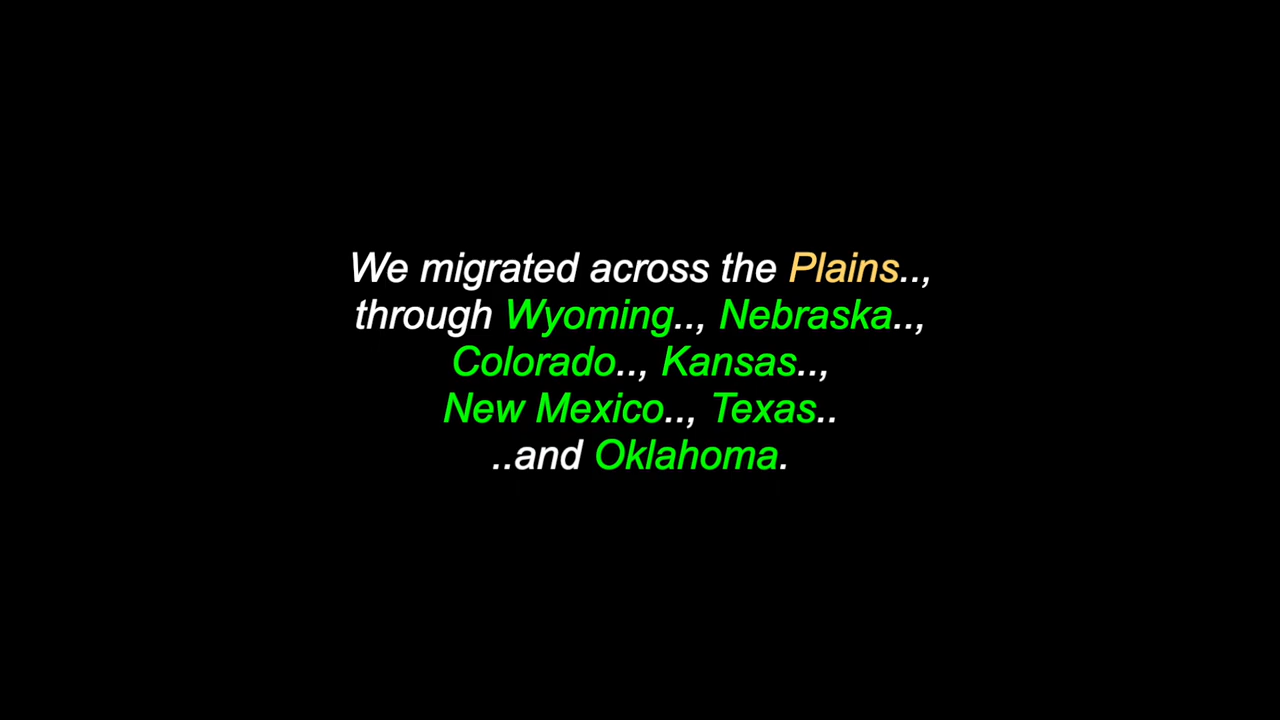 We migrated across the Plains..,
through Wyoming.., Nebraska..,
Colorado.., Kansas..,
New Mexico.., Texas..
..and Oklahoma.